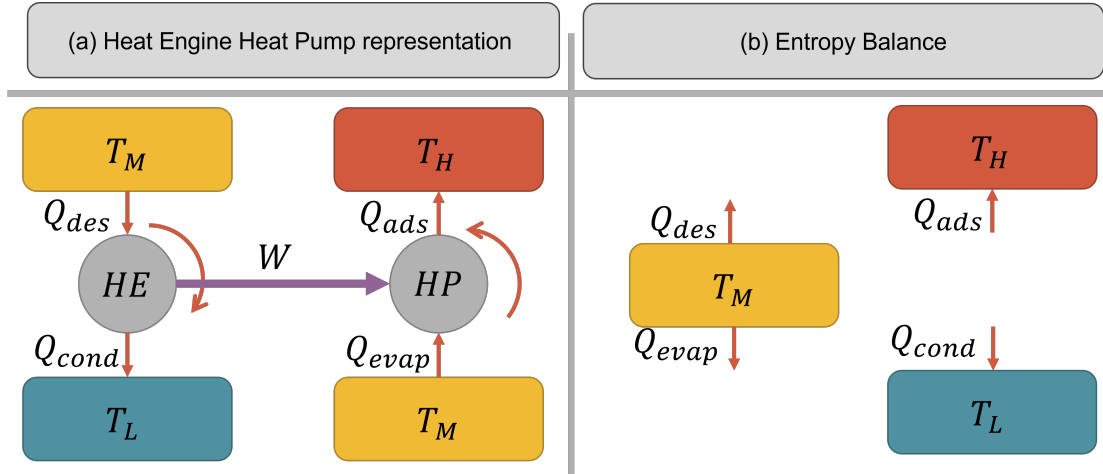 (a) Heat Engine Heat Pump representation
(b) Entropy Balance
T_M
T_H
Q_des
Q_ads
HE
W
HP
Q_cond
Q_evap
T_L
T_M
T_H
Q_des
Q_ads
T_M
Q_evap
Q_cond
T_L